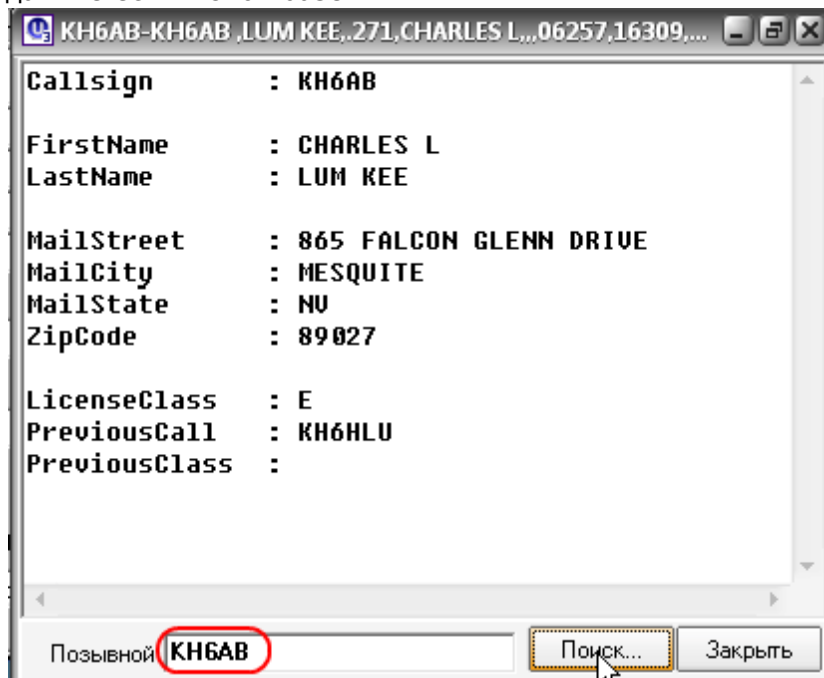 KH6AB-KH6AB ,LUM KEE,.271,CHARLES L,,,06257,16309,...
Callsign : KH6AB
FirstName : CHARLES L
LastName : LUM KEE
MailStreet : 865 FALCON GLENN DRIVE
MailCity : MESQUITE
MailState : NV
ZipCode : 89027
LicenseClass : E
PreviousCall : KH6HLU
PreviousClass :
Позывной KH6AB Поиск... Закрыть